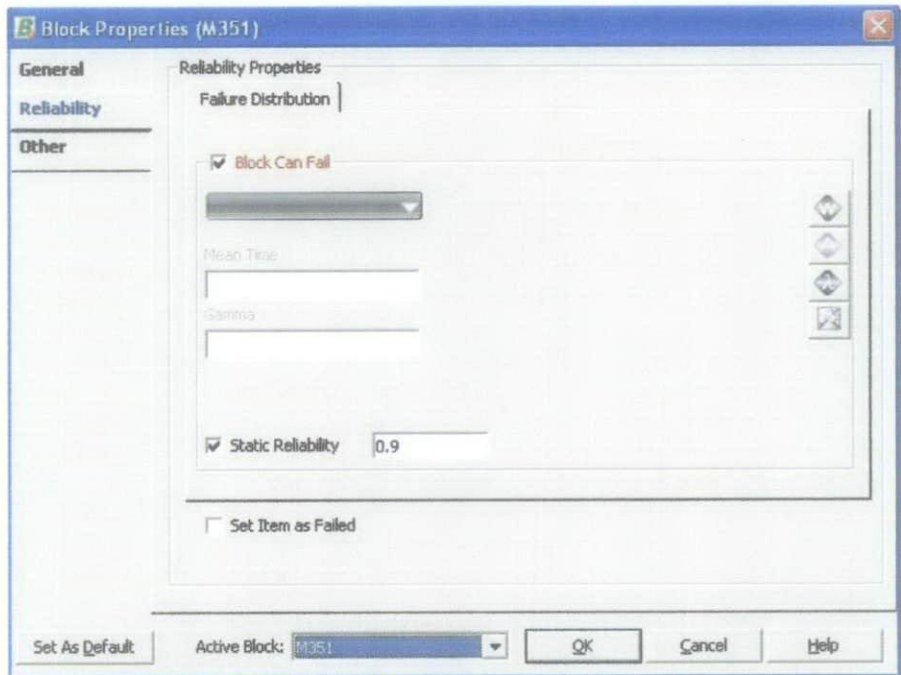 Block Properties (M351)
General
Reliability
Other
Reliability Properties
Failure Distribution
Block Can Fail
Mean Time
Gamma
Static Reliability 0.9
Set Item as Failed
Set As Default
Active Block: M351
OK
Cancel
Help